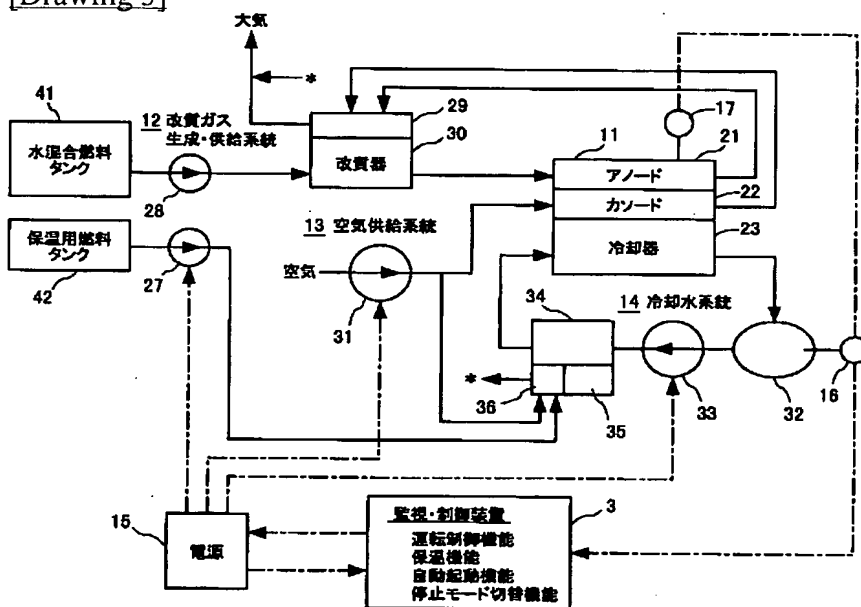 [Drawing 3]
大気
*
41
12 改質ガス
生成・供給系統
水混合燃料
タンク
28
29
30
改質器
17
11
21
アノード
22
カソード
23
冷却器
保温用燃料
タンク
42
27
13 空気供給系統
空気
31
34
14 冷却水系統
*
36
35
33
32
16
15
電源
監視・制御装置
3
運転制御機能
保温機能
自動起動機能
停止モード切替機能